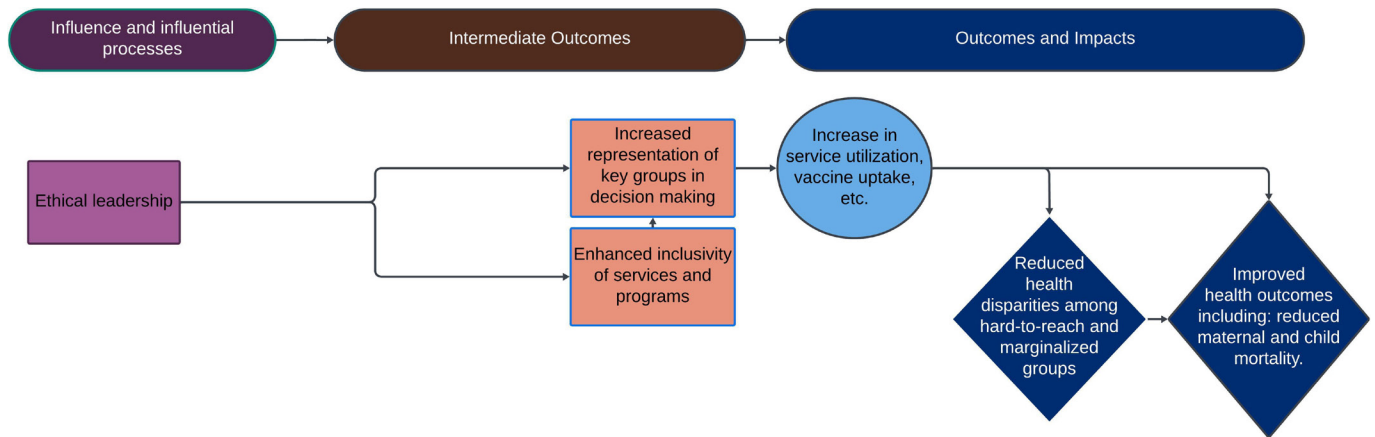 Influence and influential
processes
Intermediate Outcomes
Outcomes and Impacts
Ethical leadership
Increased
representation of
key groups in
decision making
Enhanced inclusivity
of services and
programs
Increase in
service utilization,
vaccine uptake,
etc.
Reduced
health
disparities among
hard-to-reach and
marginalized
groups
Improved
health outcomes
including: reduced
maternal and child
mortality.